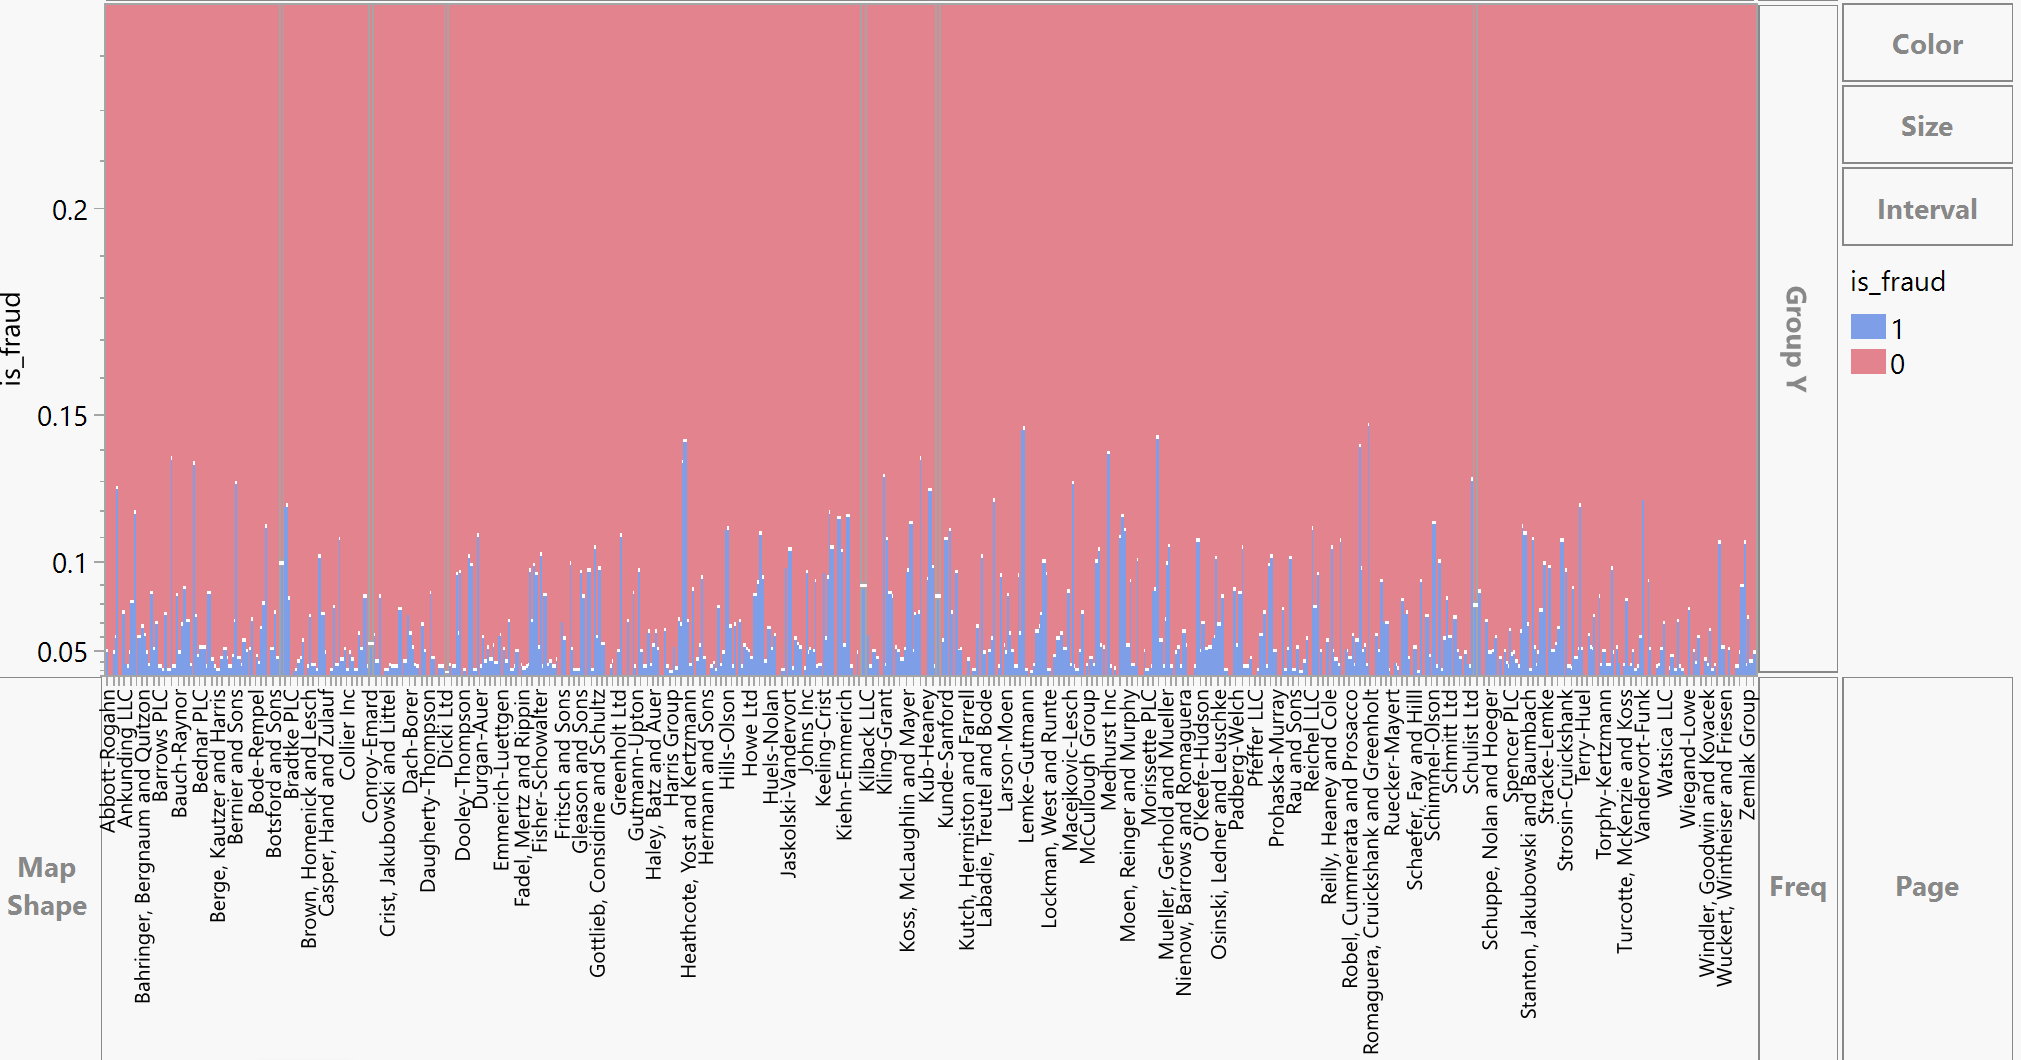 Color
Size
Interval
is_fraud
1
0
Group Y
is_fraud
0.2
0.15
0.1
0.05
Abbott-Rogahn
Ankunding LLC
Bahringer, Bergnaum and Quitzon
Barrows PLC
Bauch-Raynor
Bednar PLC
Berge, Kautzer and Harris
Bernier and Sons
Bode-Rempel
Botsford and Sons
Bradtke PLC
Brown, Homenick and Lesch
Casper, Hand and Zulauf
Collier Inc
Conroy-Emard
Crist, Jakubowski and Littel
Dach-Borer
Daugherty-Thompson
Dicki Ltd
Dooley-Thompson
Durgan-Auer
Emmerich-Luettgen
Fadel, Mertz and Rippin
Fisher-Schowalter
Fritsch and Sons
Gleason and Sons
Gottlieb, Considine and Schultz
Greenholt Ltd
Gutmann-Upton
Haley, Batz and Auer
Harris Group
Heathcote, Yost and Kertzmann
Hermann and Sons
Hills-Olson
Howe Ltd
Huels-Nolan
Jaskolski-Vandervort
Johns Inc
Keeling-Crist
Kiehn-Emmerich
Kilback LLC
Kling-Grant
Koss, McLaughlin and Mayer
Kub-Heaney
Kunde-Sanford
Kutch, Hermiston and Farrell
Labadie, Treutel and Bode
Larson-Moen
Lemke-Gutmann
Lockman, West and Runte
Macejkovic-Lesch
McCullough Group
Medhurst Inc
Moen, Reinger and Murphy
Morissette PLC
Mueller, Gerhold and Mueller
Nienow, Barrows and Romaguera
O'Keefe-Hudson
Osinski, Ledner and Leuschke
Padberg-Welch
Pfeffer LLC
Prohaska-Murray
Rau and Sons
Reichel LLC
Reilly, Heaney and Cole
Robel, Cummerata and Prosacco
Romaguera, Cruickshank and Greenholt
Ruecker-Mayert
Schaefer, Fay and Hilll
Schimmel-Olson
Schmitt Ltd
Schulist Ltd
Schuppe, Nolan and Hoeger
Spencer PLC
Stanton, Jakubowski and Baumbach
Stracke-Lemke
Strosin-Cruickshank
Terry-Huel
Torphy-Kertzmann
Turcotte, McKenzie and Koss
Vandervort-Funk
Watsica LLC
Wiegand-Lowe
Windler, Goodwin and Kovacek
Wuckert, Wintheiser and Friesen
Zemlak Group
Map
Shape
Freq
Page